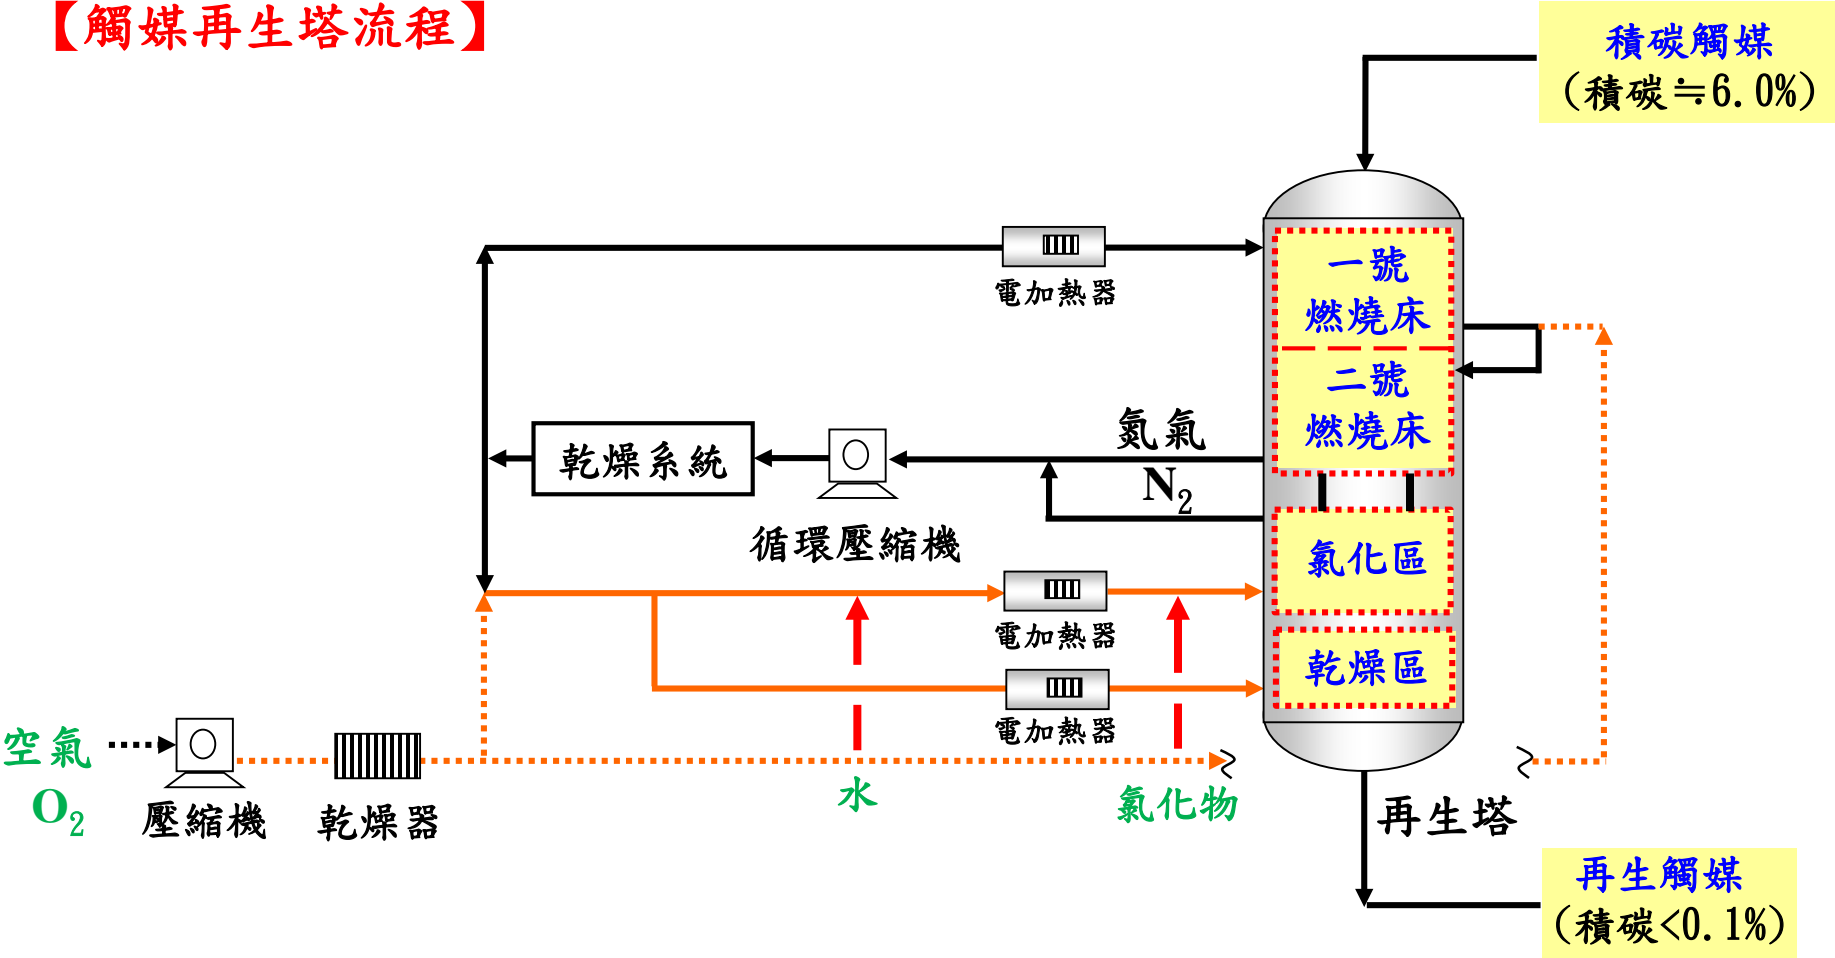 【觸媒再生塔流程】
積碳觸媒
(積碳≒6.0%)
電加熱器
一號
燃燒床
二號
燃燒床
氮氣
N2
乾燥系統
循環壓縮機
氯化區
電加熱器
乾燥區
電加熱器
空氣
O2
壓縮機
乾燥器
水
氯化物
再生塔
再生觸媒
(積碳<0.1%)